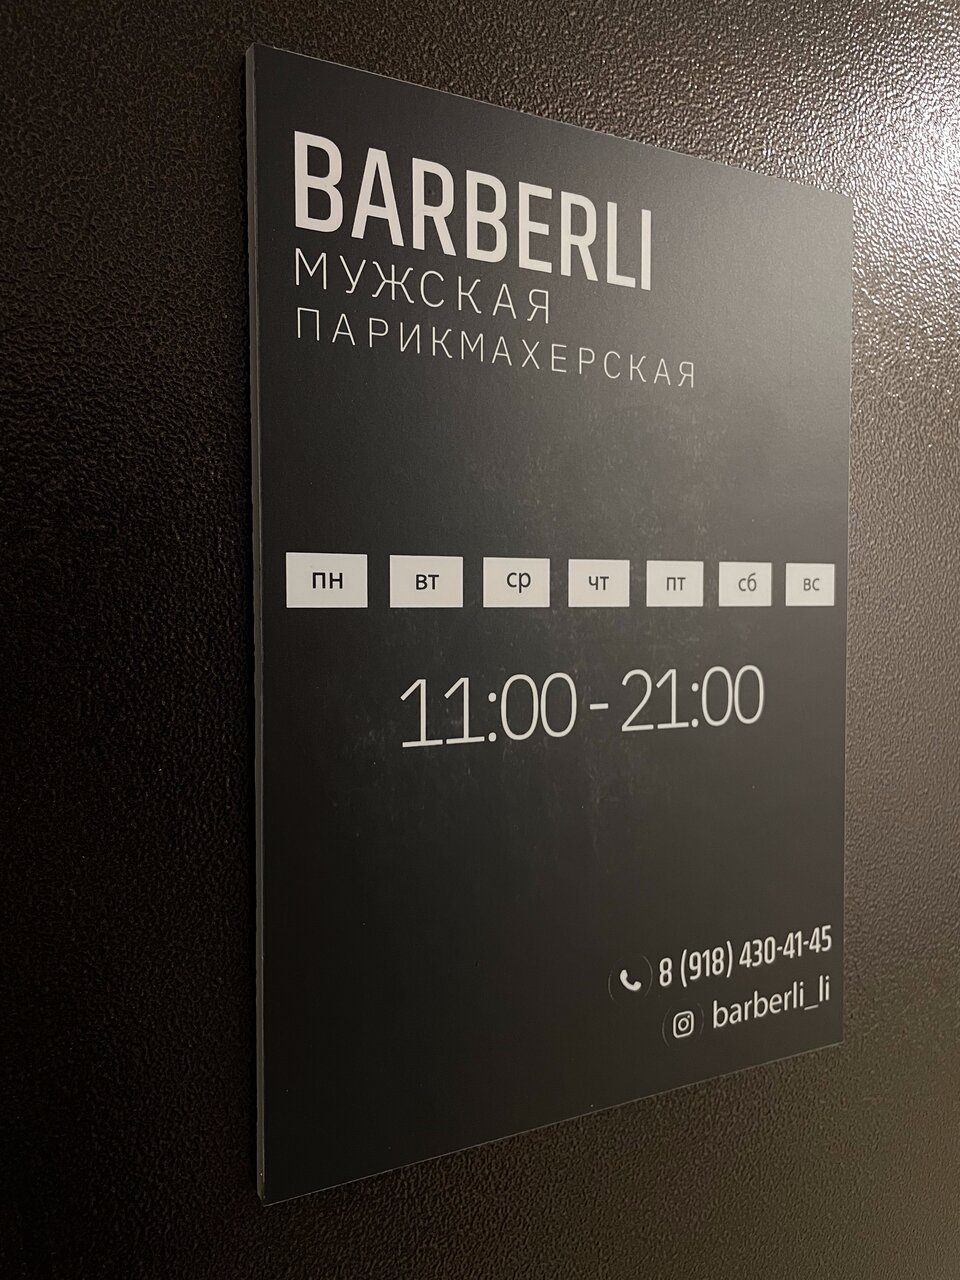 BARBERLI
МУЖСКАЯ
ПАРИКМАХЕРСКАЯ
пн вт ср чт пт сб вс
11:00 - 21:00
8 (918) 430-41-45
barberli_li